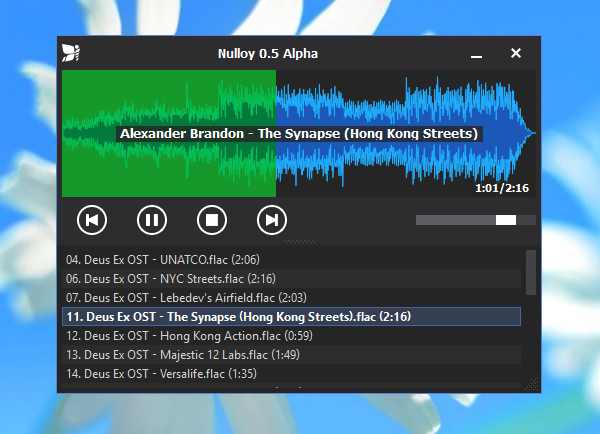 Nulloy 0.5 Alpha
Alexander Brandon - The Synapse (Hong Kong Streets)
1:01/2:16
04. Deus Ex OST - UNATCO.flac (2:06)
06. Deus Ex OST - NYC Streets.flac (2:16)
07. Deus Ex OST - Lebedev's Airfield.flac (2:03)
11. Deus Ex OST - The Synapse (Hong Kong Streets).flac (2:16)
12. Deus Ex OST - Hong Kong Action.flac (0:59)
13. Deus Ex OST - Majestic 12 Labs.flac (1:49)
14. Deus Ex OST - Versalife.flac (1:35)